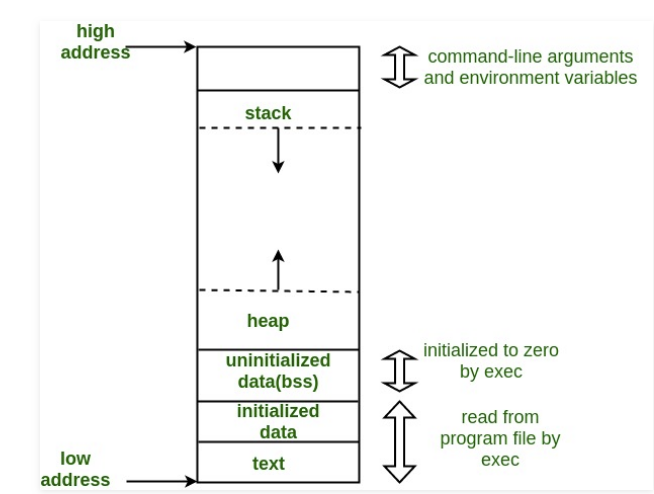 high
address
command-line arguments
and environment variables
stack
heap
uninitialized
data(bss)
initialized to zero
by exec
initialized
data
read from
program file by
exec
text
low
address